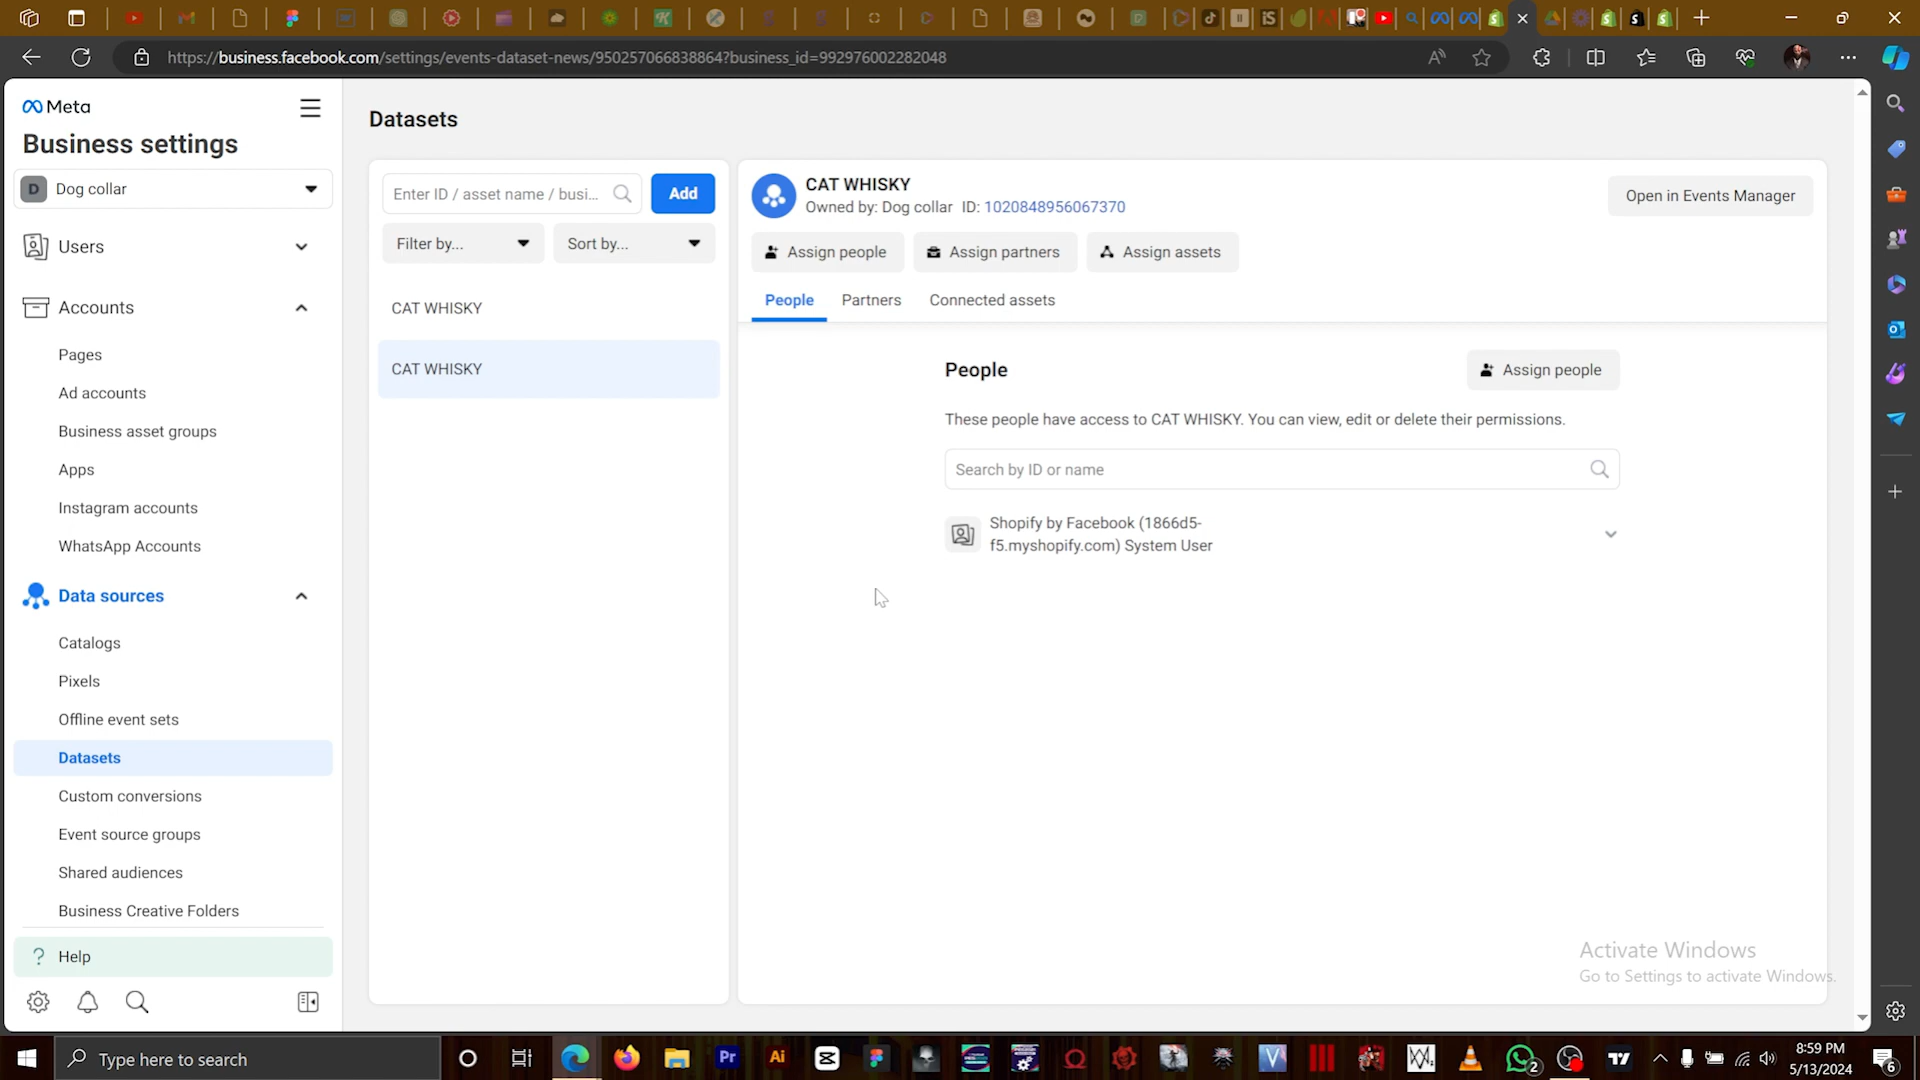 https://business.facebook.com/settings/events-dataset-news/950257066838864?business_id=992976002282048
Meta
Business settings
D Dog collar
Users
Accounts
Pages
Ad accounts
Business asset groups
Apps
Instagram accounts
WhatsApp Accounts
Data sources
Catalogs
Pixels
Offline event sets
Datasets
Custom conversions
Event source groups
Shared audiences
Business Creative Folders
? Help
Datasets
Enter ID / asset name / busi...
Add
Filter by...
Sort by...
CAT WHISKY
CAT WHISKY
CAT WHISKY
Owned by: Dog collar ID: 1020848956067370
Open in Events Manager
Assign people
Assign partners
Assign assets
People
Partners
Connected assets
People
Assign people
These people have access to CAT WHISKY. You can view, edit or delete their permissions.
Search by ID or name
Shopify by Facebook (1866d5-
f5.myshopify.com) System User
Activate Windows
Go to Settings to activate Windows.
Type here to search
Pr
Ai
2
8:59 PM
5/13/2024
6